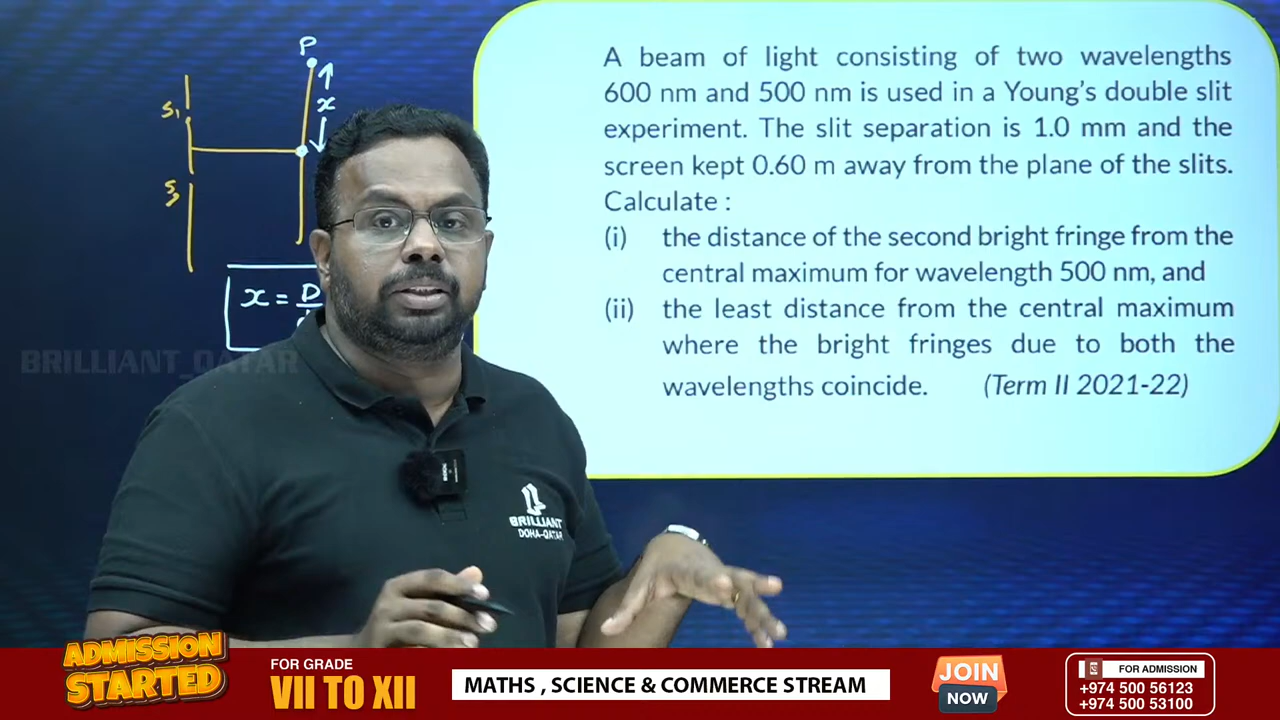 P
x
S1
S2
x = D
A beam of light consisting of two wavelengths
600 nm and 500 nm is used in a Young's double slit
experiment. The slit separation is 1.0 mm and the
screen kept 0.60 m away from the plane of the slits.
Calculate :
(i) the distance of the second bright fringe from the
central maximum for wavelength 500 nm, and
(ii) the least distance from the central maximum
where the bright fringes due to both the
wavelengths coincide. (Term II 2021-22)
BRILLIANT_QATAR
BRILLIANT
DOHA-QATAR
ADMISSION
STARTED
FOR GRADE
VII TO XII
MATHS , SCIENCE & COMMERCE STREAM
JOIN
NOW
FOR ADMISSION
+974 500 56123
+974 500 53100